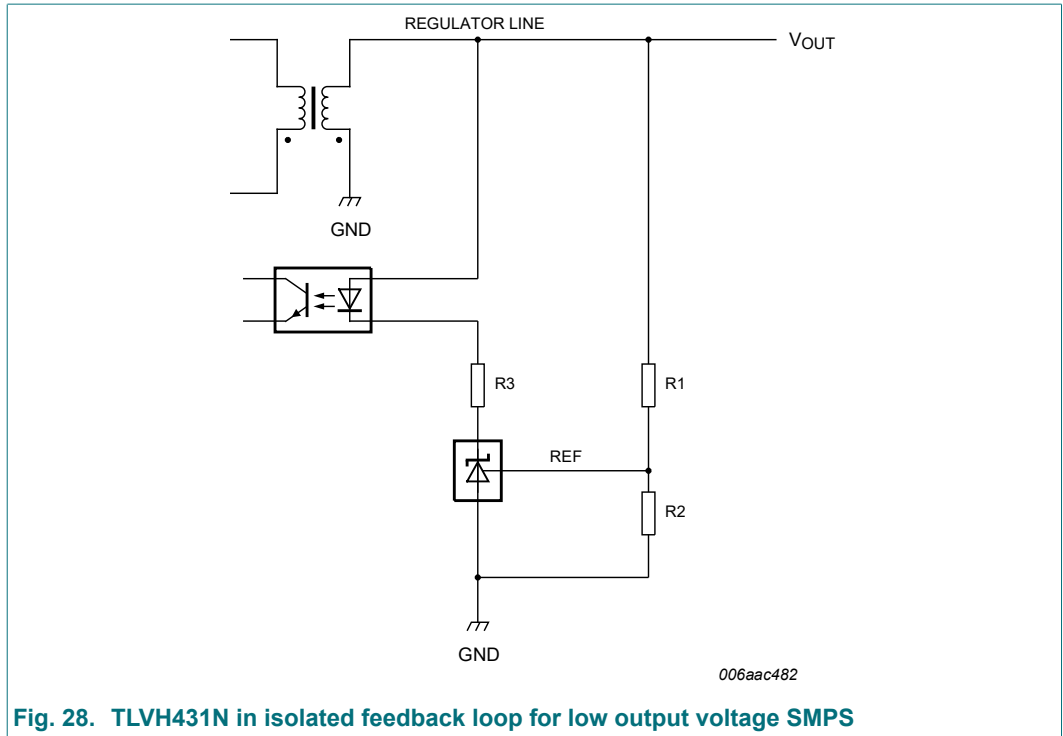 REGULATOR LINE
VOUT
GND
R3
R1
REF
R2
GND
006aac482
Fig. 28. TLVH431N in isolated feedback loop for low output voltage SMPS